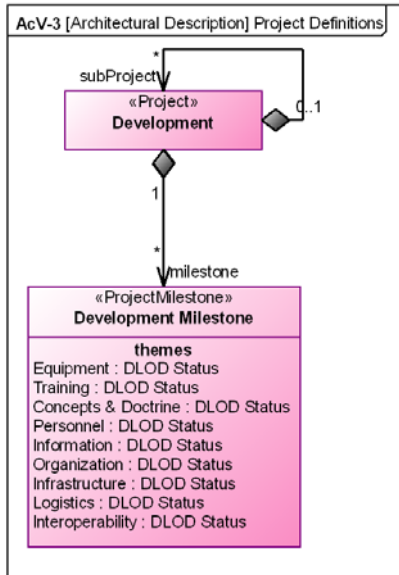 AcV-3 [Architectural Description] Project Definitions
*
subProject
«Project»
Development
0..1
1
*
milestone
«ProjectMilestone»
Development Milestone
themes
Equipment : DLOD Status
Training : DLOD Status
Concepts & Doctrine : DLOD Status
Personnel : DLOD Status
Information : DLOD Status
Organization : DLOD Status
Infrastructure : DLOD Status
Logistics : DLOD Status
Interoperability : DLOD Status